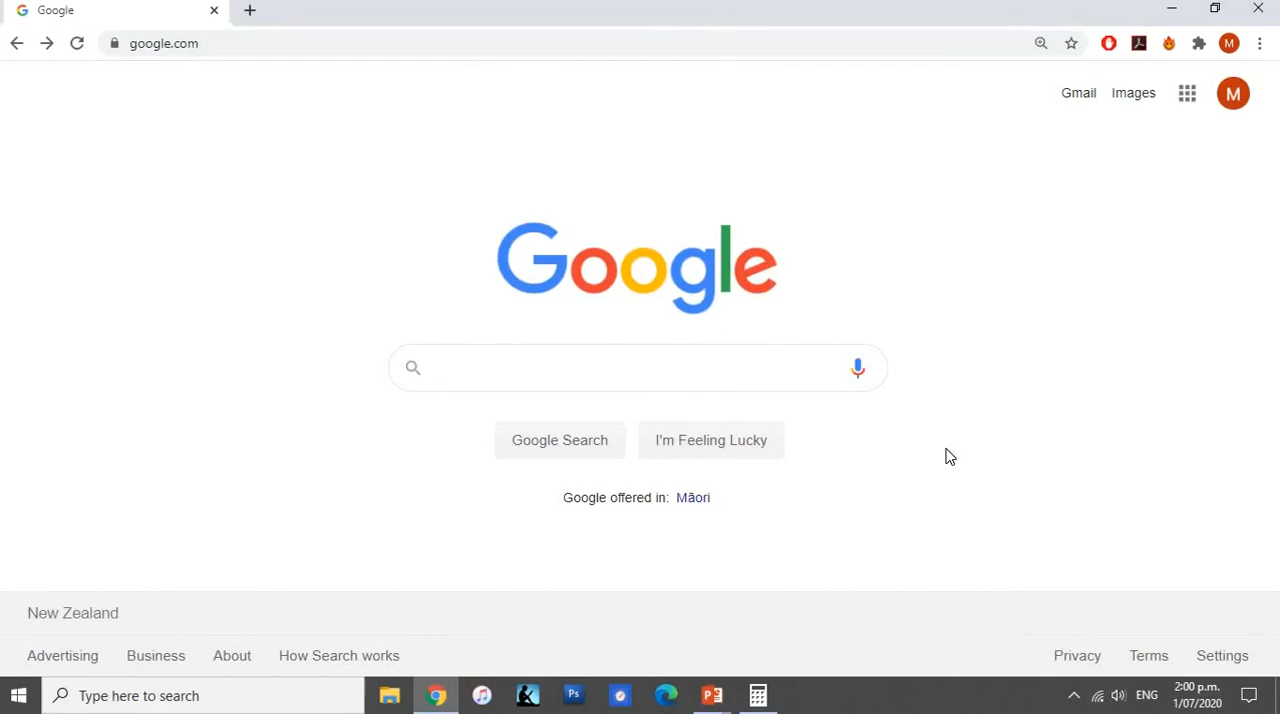 Google
google.com
M
Gmail
Images
M
Google
Google Search
I'm Feeling Lucky
Google offered in: Māori
New Zealand
Advertising
Business
About
How Search works
Privacy
Terms
Settings
Type here to search
Ps
P
ENG
2:00 p.m.
1/07/2020